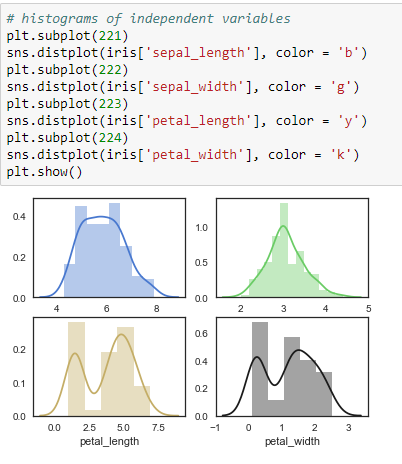 # histograms of independent variables
plt.subplot(221)
sns.distplot(iris['sepal_length'], color = 'b')
plt.subplot(222)
sns.distplot(iris['sepal_width'], color = 'g')
plt.subplot(223)
sns.distplot(iris['petal_length'], color = 'y')
plt.subplot(224)
sns.distplot(iris['petal_width'], color = 'k')
plt.show()
0.4
0.2
0.0
4 6 8
1.0
0.5
0.0
2 3 4 5
0.2
0.1
0.0
0.0 2.5 5.0 7.5
petal_length
0.6
0.4
0.2
0.0
−1 0 1 2 3
petal_width